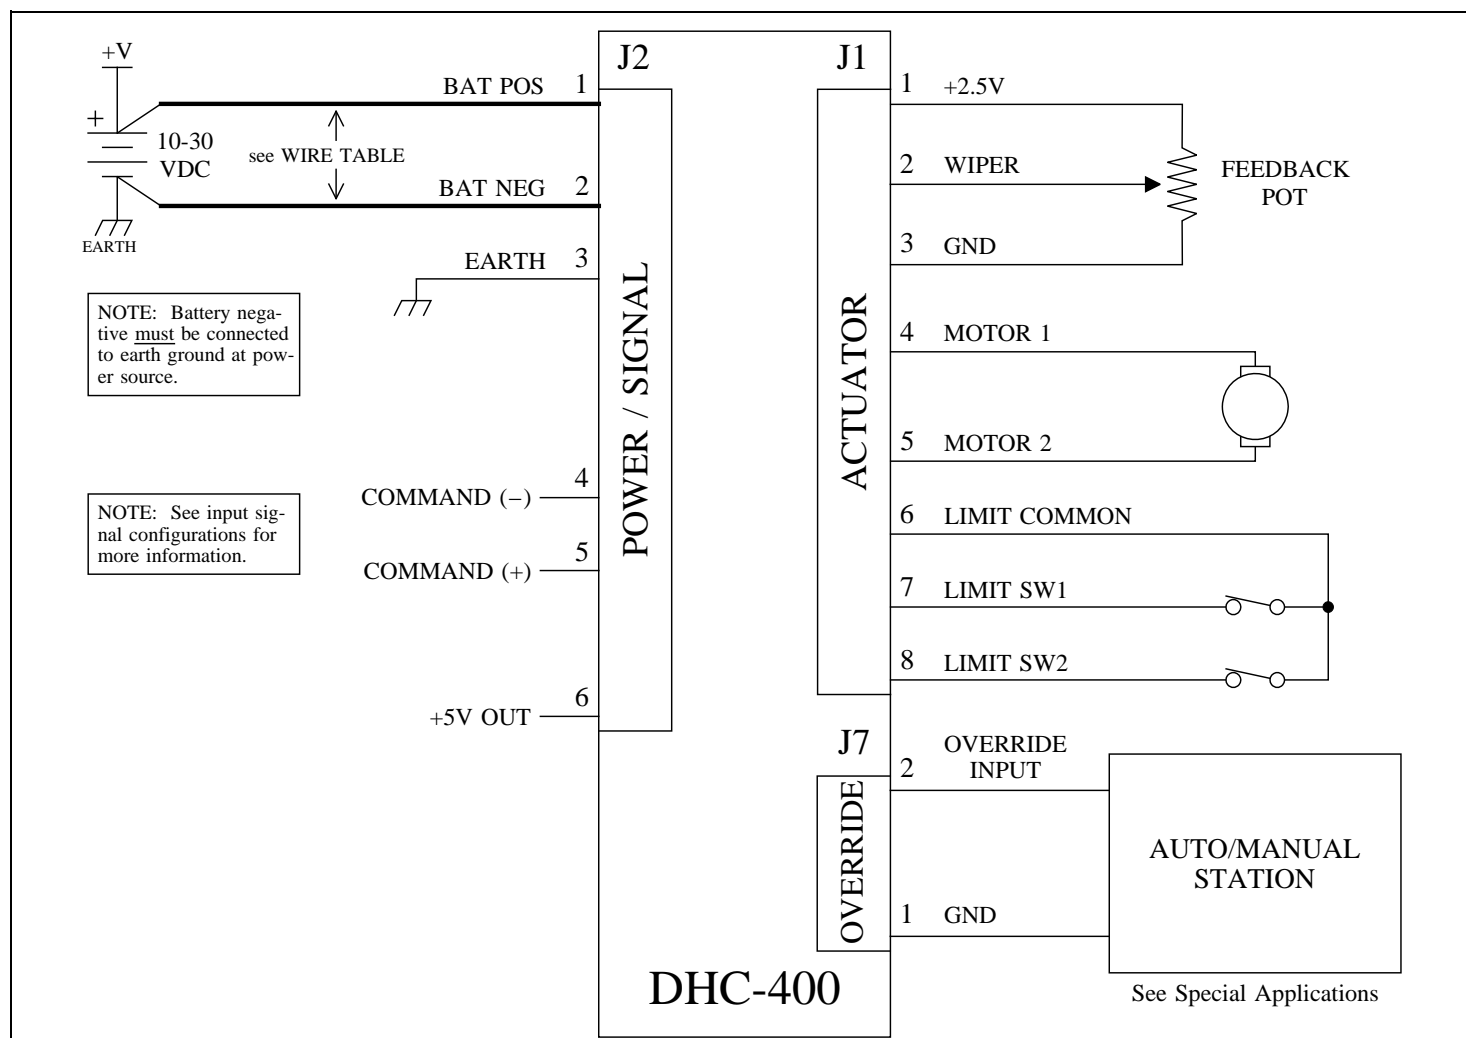 +V
+
10-30
VDC
see WIRE TABLE
EARTH
BAT POS 1
BAT NEG 2
EARTH 3
NOTE: Battery nega-
tive must be connected
to earth ground at pow-
er source.
NOTE: See input sig-
nal configurations for
more information.
COMMAND (−) 4
COMMAND (+) 5
+5V OUT 6
J2
POWER / SIGNAL
J1
ACTUATOR
1 +2.5V
2 WIPER
3 GND
FEEDBACK
POT
4 MOTOR 1
5 MOTOR 2
6 LIMIT COMMON
7 LIMIT SW1
8 LIMIT SW2
J7
OVERRIDE
2 OVERRIDE
INPUT
1 GND
AUTO/MANUAL
STATION
See Special Applications
DHC-400